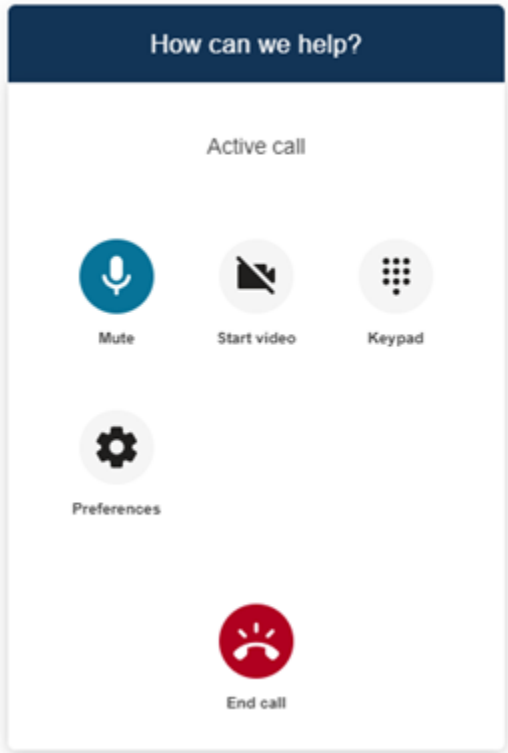 How can we help?
Active call
Mute Start video Keypad
Preferences
End call